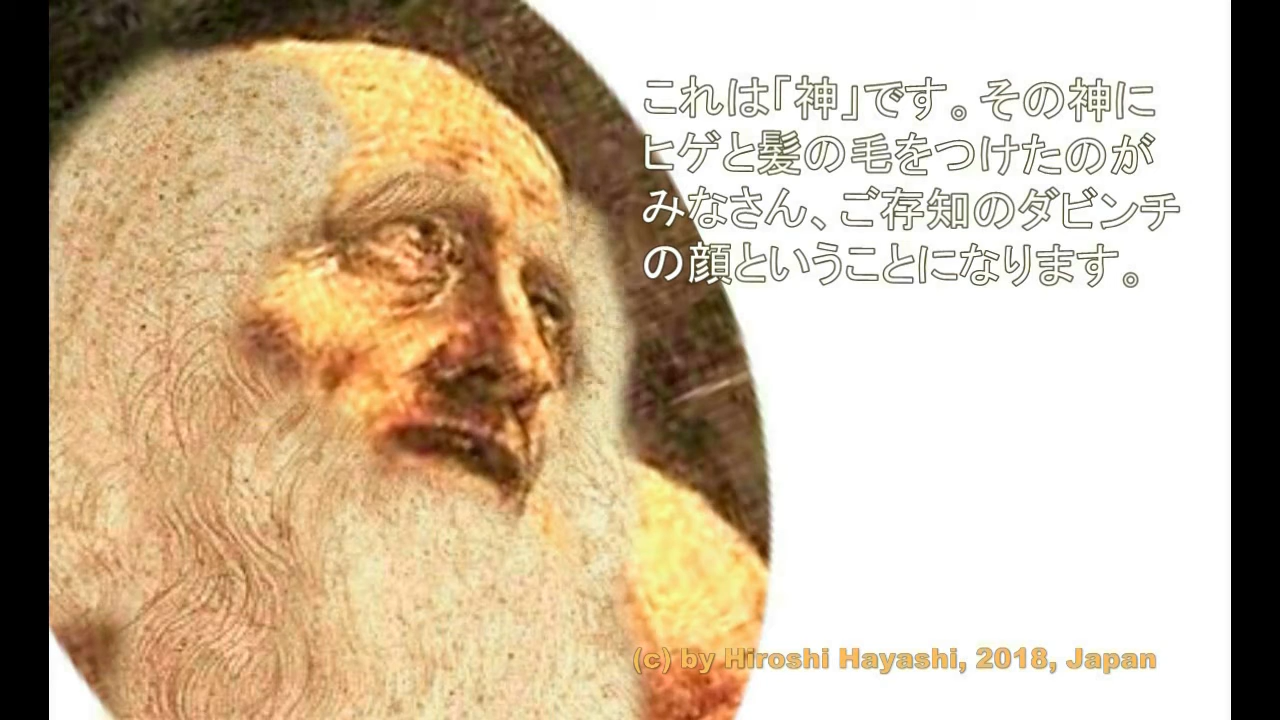 これは「神」です。その神に
ヒゲと髪の毛をつけたのが
みなさん、ご存知のダビンチ
の顔ということになります。
(c) by Hiroshi Hayashi, 2018, Japan